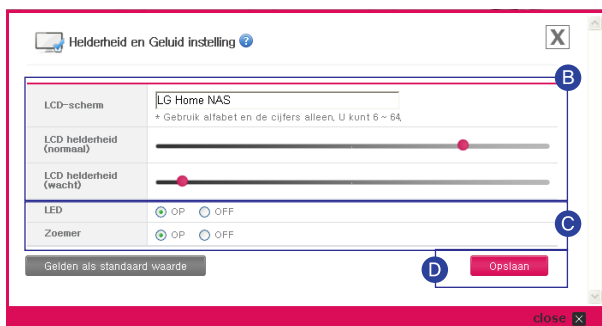 Helderheid en Geluid instelling ?
X
B
LCD-scherm
LG Home NAS
* Gebruik alfabet en de cijfers alleen, U kunt 6 ~ 64,
LCD helderheid
(normaal)
LCD helderheid
(wacht)
LED
OP OFF
C
Zoemer
OP OFF
Gelden als standaard waarde
D
Opslaan
close X